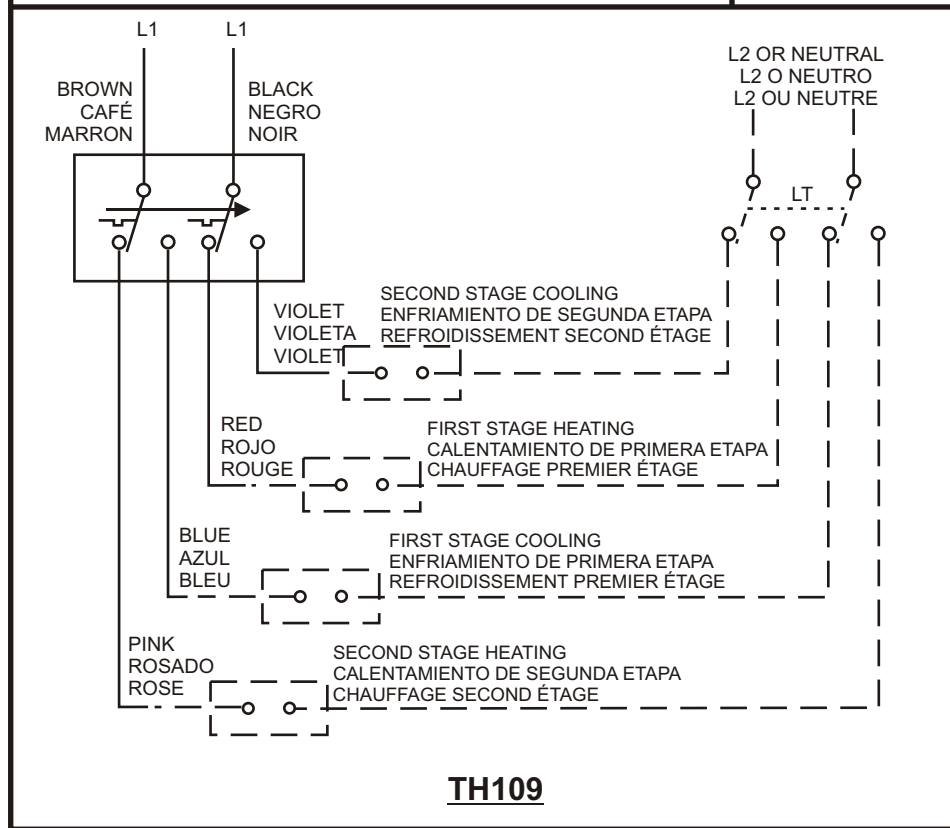 L1
L1
BROWN
CAFÉ
MARRON
BLACK
NEGRO
NOIR
L2 OR NEUTRAL
L2 O NEUTRO
L2 OU NEUTRE
LT
VIOLET
VIOLETA
VIOLET
SECOND STAGE COOLING
ENFRIAMIENTO DE SEGUNDA ETAPA
REFROIDISSEMENT SECOND ÉTAGE
RED
ROJO
ROUGE
FIRST STAGE HEATING
CALENTAMIENTO DE PRIMERA ETAPA
CHAUFFAGE PREMIER ÉTAGE
BLUE
AZUL
BLEU
FIRST STAGE COOLING
ENFRIAMIENTO DE PRIMERA ETAPA
REFROIDISSEMENT PREMIER ÉTAGE
PINK
ROSADO
ROSE
SECOND STAGE HEATING
CALENTAMIENTO DE SEGUNDA ETAPA
CHAUFFAGE SECOND ÉTAGE
TH109